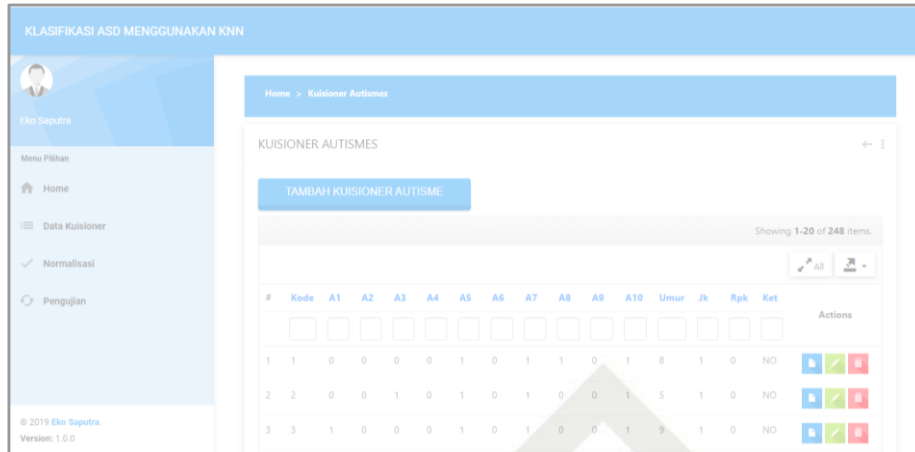 KLASIFIKASI ASD MENGGUNAKAN KNN
Eko Saputra
Menu Pilihan
Home
Data Kuisioner
Normalisasi
Pengujian
© 2019 Eko Saputra.
Version: 1.0.0
Home > Kuisioner Autismes
KUISIONER AUTISMES
TAMBAH KUISIONER AUTISME
Showing 1-20 of 248 items.
All
# Kode A1 A2 A3 A4 A5 A6 A7 A8 A9 A10 Umur Jk Rpk Ket Actions
1 1 0 0 0 0 1 0 1 1 0 1 8 1 0 NO
2 2 0 0 1 0 1 0 1 0 0 1 5 1 0 NO
3 3 1 0 0 0 1 0 1 0 0 1 9 1 0 NO